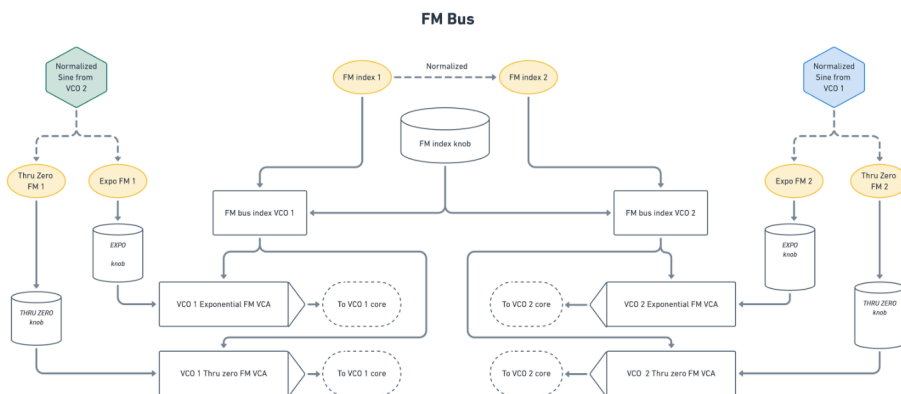 FM Bus
Normalized
Sine from
VCO 2
FM index 1
Normalized
FM index 2
Normalized
Sine from
VCO 1
FM index knob
Thru Zero
FM 1
Expo FM 1
Expo FM 2
Thru Zero
FM 2
FM bus index VCO 1
FM bus index VCO 2
EXPO
knob
EXPO
knob
VCO 1 Exponential FM VCA
To VCO 1 core
To VCO 2 core
VCO 2 Exponential FM VCA
THRU ZERO
knob
THRU ZERO
knob
VCO 1 Thru zero FM VCA
To VCO 1 core
To VCO 2 core
VCO 2 Thru zero FM VCA